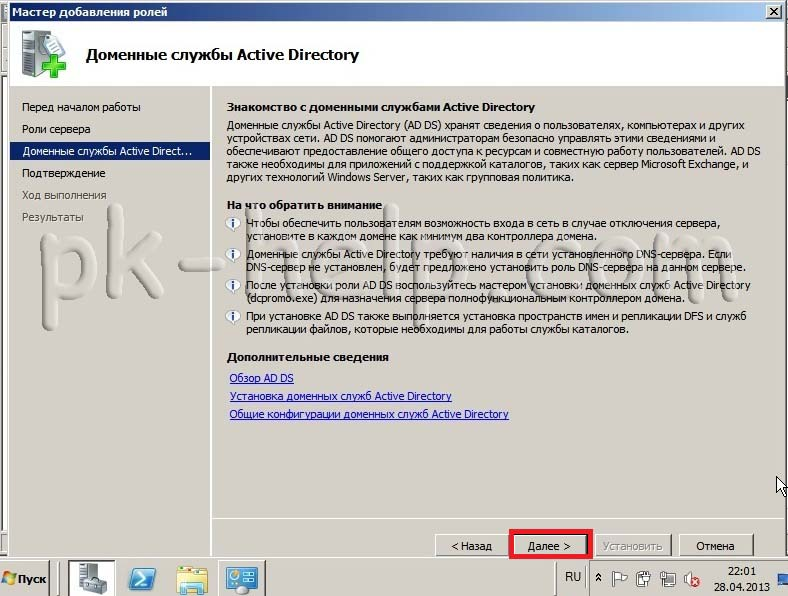 Мастер добавления ролей
Доменные службы Active Directory
Перед началом работы
Роли сервера
Доменные службы Active Direct...
Подтверждение
Ход выполнения
Результаты
Знакомство с доменными службами Active Directory
Доменные службы Active Directory (AD DS) хранят сведения о пользователях, компьютерах и других
устройствах сети. AD DS помогают администраторам безопасно управлять этими сведениями и
обеспечивают предоставление общего доступа к ресурсам и совместную работу пользователей. AD DS
также необходимы для приложений с поддержкой каталогов, таких как сервер Microsoft Exchange, и
других технологий Windows Server, таких как групповая политика.
На что обратить внимание
Чтобы обеспечить пользователям возможность входа в сеть в случае отключения сервера,
установите в каждом домене как минимум два контроллера домена.
Доменные службы Active Directory требуют наличия в сети установленного DNS-сервера. Если
DNS-сервер не установлен, будет предложено установить роль DNS-сервера на данном сервере.
После установки роли AD DS воспользуйтесь мастером установки доменных служб Active Directory
(dcpromo.exe) для назначения сервера полнофункциональным контроллером домена.
При установке AD DS также выполняется установка пространств имен и репликации DFS и служб
репликации файлов, которые необходимы для работы службы каталогов.
pk-help.com
Дополнительные сведения
Обзор AD DS
Установка доменных служб Active Directory
Общие конфигурации доменных служб Active Directory
< Назад
Далее >
Установить
Отмена
Пуск
RU
22:01
28.04.2013